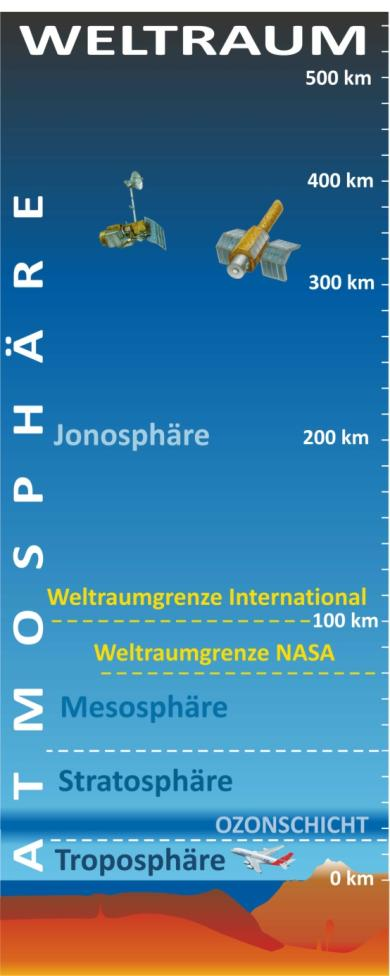 WELTRAUM
500 km
400 km
300 km
ATMOSPHÄRE
Jonosphäre
200 km
Weltraumgrenze International
100 km
Weltraumgrenze NASA
Mesosphäre
Stratosphäre
OZONSCHICHT
Troposphäre
0 km